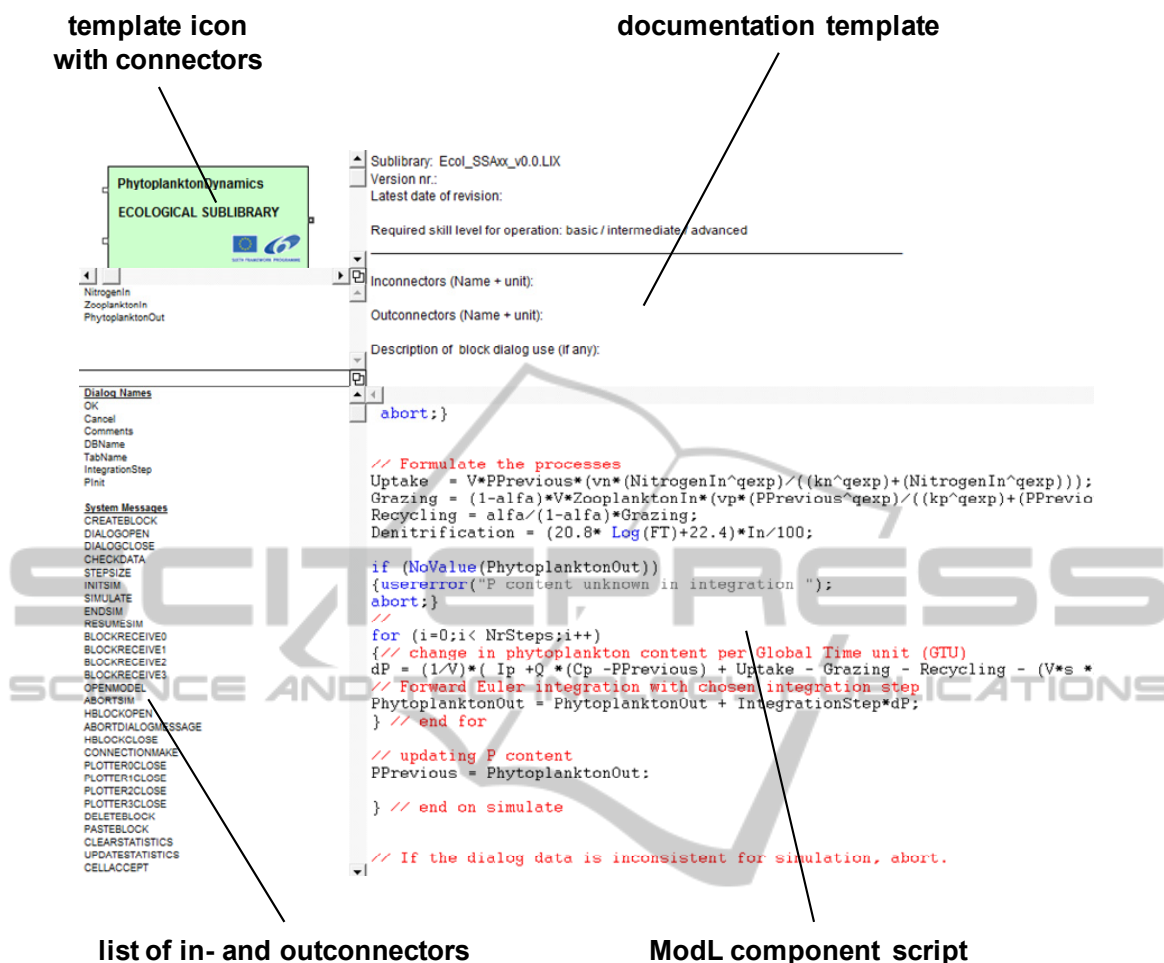 template icon
with connectors
documentation template
PhytoplanktonDynamics
ECOLOGICAL SUBLIBRARY
SIXTH FRAMEWORK PROGRAMME
Sublibrary: Ecol_SSAxx_v0.0.LIX
Version nr.:
Latest date of revision:
Required skill level for operation: basic / intermediate / advanced
Inconnectors (Name + unit):
Outconnectors (Name + unit):
Description of block dialog use (if any):
NitrogenIn
ZooplanktonIn
PhytoplanktonOut
Dialog Names
OK
Cancel
Comments
DBName
TabName
IntegrationStep
PInit
System Messages
CREATEBLOCK
DIALOGOPEN
DIALOGCLOSE
CHECKDATA
STEPSIZE
INITSIM
SIMULATE
ENDSIM
RESUMESIM
BLOCKRECEIVE0
BLOCKRECEIVE1
BLOCKRECEIVE2
BLOCKRECEIVE3
OPENMODEL
ABORTSIM
HBLOCKOPEN
ABORTDIALOGMESSAGE
HBLOCKCLOSE
CONNECTIONMAKE
PLOTTER0CLOSE
PLOTTER1CLOSE
PLOTTER2CLOSE
PLOTTER3CLOSE
DELETEBLOCK
PASTEBLOCK
CLEARSTATISTICS
UPDATESTATISTICS
CELLACCEPT
abort;}
// Formulate the processes
Uptake = V*PPrevious*(vn*(NitrogenIn^qexp)/((kn^qexp)+(NitrogenIn^qexp)));
Grazing = (1-alfa)*V*ZooplanktonIn*(vp*(PPrevious^qexp)/((kp^qexp)+(PPrevio
Recycling = alfa/(1-alfa)*Grazing;
Denitrification = (20.8* Log(FT)+22.4)*In/100;
if (NoValue(PhytoplanktonOut))
{usererror("P content unknown in integration ");
abort;}
//
for (i=0;i< NrSteps;i++)
{// change in phytoplankton content per Global Time unit (GTU)
dP = (1/V)*( Ip +Q *(Cp -PPrevious) + Uptake - Grazing - Recycling - (V*s *
// Forward Euler integration with chosen integration step
PhytoplanktonOut = PhytoplanktonOut + IntegrationStep*dP;
} // end for
// updating P content
PPrevious = PhytoplanktonOut;
} // end on simulate
// If the dialog data is inconsistent for simulation, abort.
SCITEPRESS
SCIENCE AND TECHNOLOGY PUBLICATIONS
list of in- and outconnectors
ModL component script